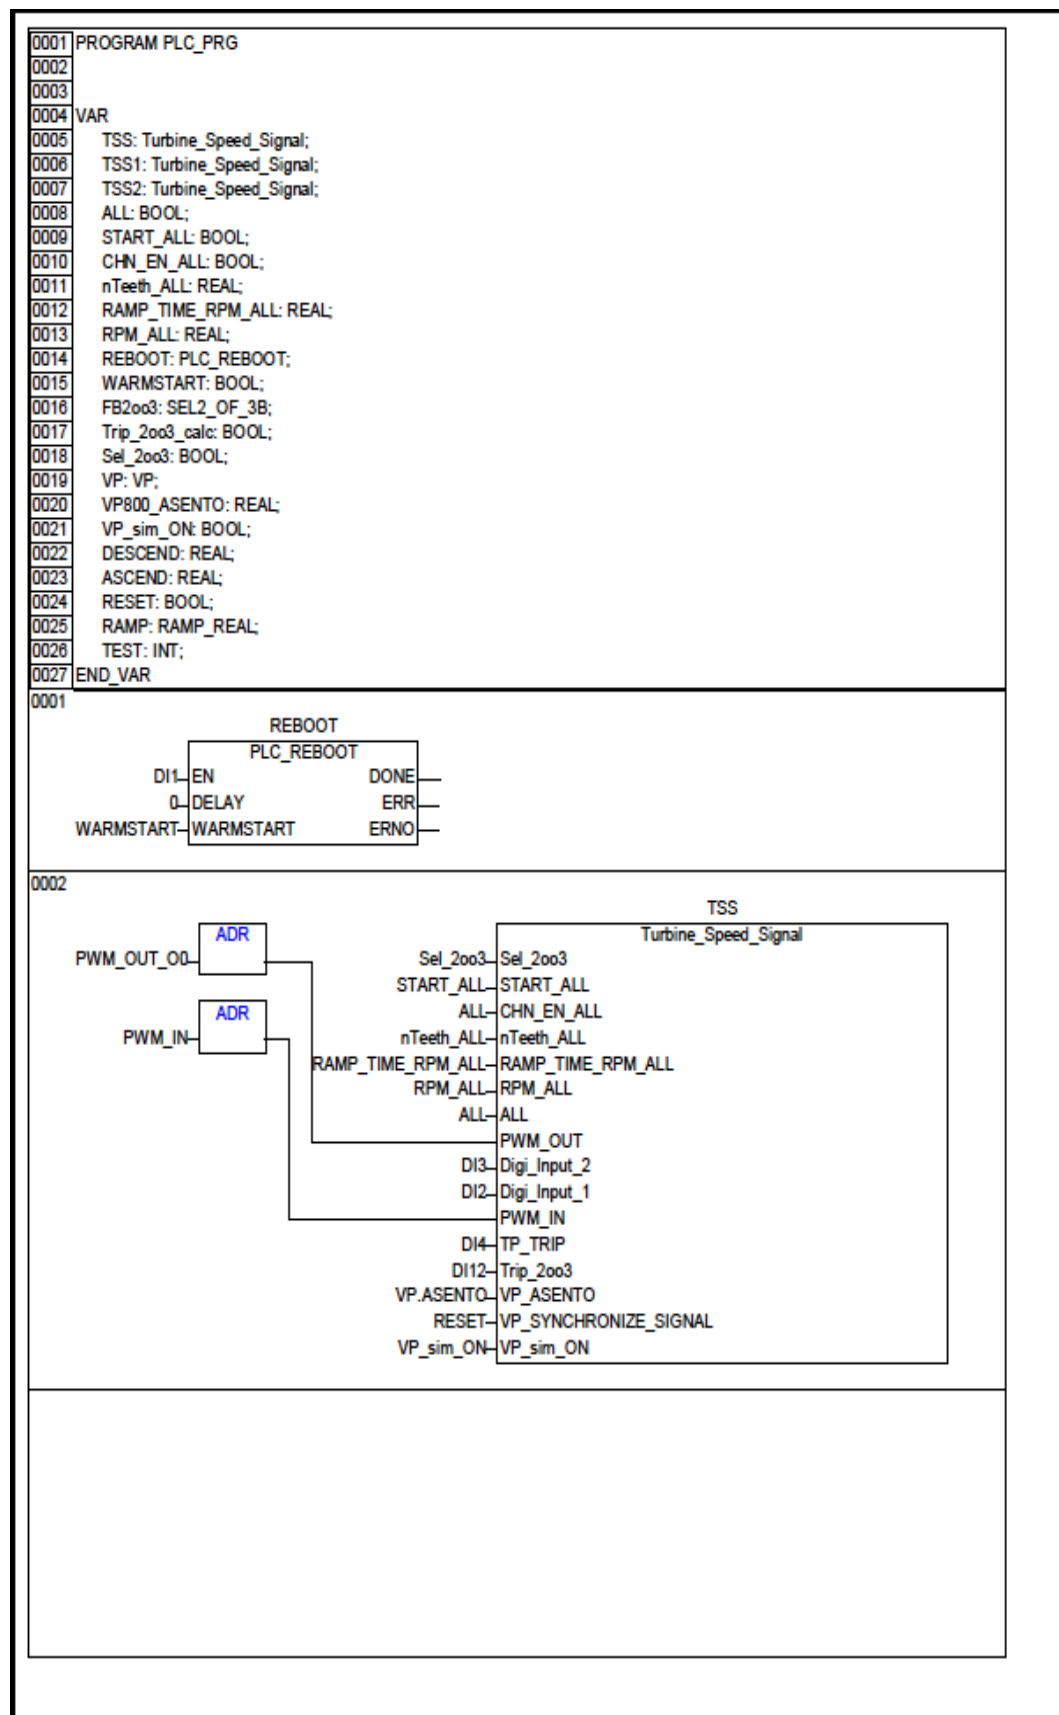 0001 PROGRAM PLC_PRG
0002
0003
0004 VAR
0005 TSS: Turbine_Speed_Signal;
0006 TSS1: Turbine_Speed_Signal;
0007 TSS2: Turbine_Speed_Signal;
0008 ALL: BOOL;
0009 START_ALL: BOOL;
0010 CHN_EN_ALL: BOOL;
0011 nTeeth_ALL: REAL;
0012 RAMP_TIME_RPM_ALL: REAL;
0013 RPM_ALL: REAL;
0014 REBOOT: PLC_REBOOT;
0015 WARMSTART: BOOL;
0016 FB2oo3: SEL2_OF_3B;
0017 Trip_2oo3_calc: BOOL;
0018 Sel_2oo3: BOOL;
0019 VP: VP;
0020 VP800_ASENTO: REAL;
0021 VP_sim_ON: BOOL;
0022 DESCEND: REAL;
0023 ASCEND: REAL;
0024 RESET: BOOL;
0025 RAMP: RAMP_REAL;
0026 TEST: INT;
0027 END_VAR
0001
REBOOT
PLC_REBOOT
DI1 EN DONE
0 DELAY ERR
WARMSTART WARMSTART ERNO
0002
TSS
ADR Turbine_Speed_Signal
PWM_OUT_O0 Sel_2oo3 Sel_2oo3
START_ALL START_ALL
ADR ALL CHN_EN_ALL
PWM_IN nTeeth_ALL nTeeth_ALL
RAMP_TIME_RPM_ALL RAMP_TIME_RPM_ALL
RPM_ALL RPM_ALL
ALL ALL
PWM_OUT
DI3 Digi_Input_2
DI2 Digi_Input_1
PWM_IN
DI4 TP_TRIP
DI12 Trip_2oo3
VP.ASENTO VP_ASENTO
RESET VP_SYNCHRONIZE_SIGNAL
VP_sim_ON VP_sim_ON